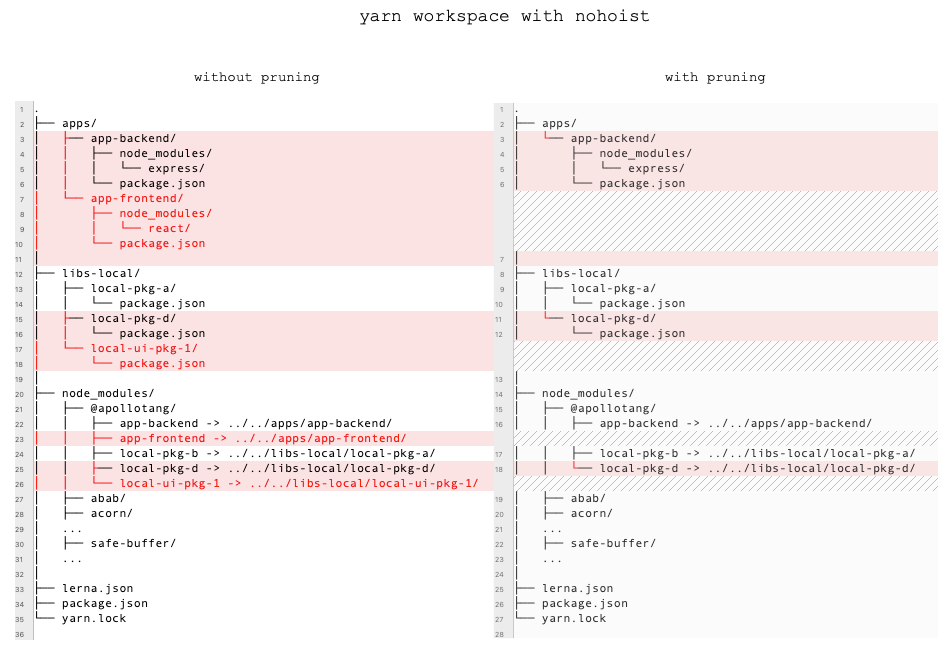 yarn workspace with nohoist
without pruning
1 .
2 ├── apps/
3 │   ├── app-backend/
4 │   │   ├── node_modules/
5 │   │   │   └── express/
6 │   │   └── package.json
7 │   └── app-frontend/
8 │       ├── node_modules/
9 │       │   └── react/
10 │       └── package.json
11 │
12 ├── libs-local/
13 │   ├── local-pkg-a/
14 │   │   └── package.json
15 │   ├── local-pkg-d/
16 │   │   └── package.json
17 │   └── local-ui-pkg-1/
18 │       └── package.json
19 │
20 ├── node_modules/
21 │   ├── @apollotang/
22 │   │   ├── app-backend -> ../../apps/app-backend/
23 │   │   ├── app-frontend -> ../../apps/app-frontend/
24 │   │   ├── local-pkg-b -> ../../libs-local/local-pkg-a/
25 │   │   ├── local-pkg-d -> ../../libs-local/local-pkg-d/
26 │   │   └── local-ui-pkg-1 -> ../../libs-local/local-ui-pkg-1/
27 │   ├── abab/
28 │   ├── acorn/
29 │   ...
30 │   ├── safe-buffer/
31 │   ...
32 │
33 ├── lerna.json
34 ├── package.json
35 └── yarn.lock
36
with pruning
1 .
2 ├── apps/
3 │   └── app-backend/
4 │       ├── node_modules/
5 │       │   └── express/
6 │       └── package.json
7 │
8 ├── libs-local/
9 │   ├── local-pkg-a/
10 │   │   └── package.json
11 │   └── local-pkg-d/
12 │       └── package.json
13 │
14 ├── node_modules/
15 │   ├── @apollotang/
16 │   │   ├── app-backend -> ../../apps/app-backend/
17 │   │   ├── local-pkg-b -> ../../libs-local/local-pkg-a/
18 │   │   └── local-pkg-d -> ../../libs-local/local-pkg-d/
19 │   ├── abab/
20 │   ├── acorn/
21 │   ...
22 │   ├── safe-buffer/
23 │   ...
24 │
25 ├── lerna.json
26 ├── package.json
27 └── yarn.lock
28